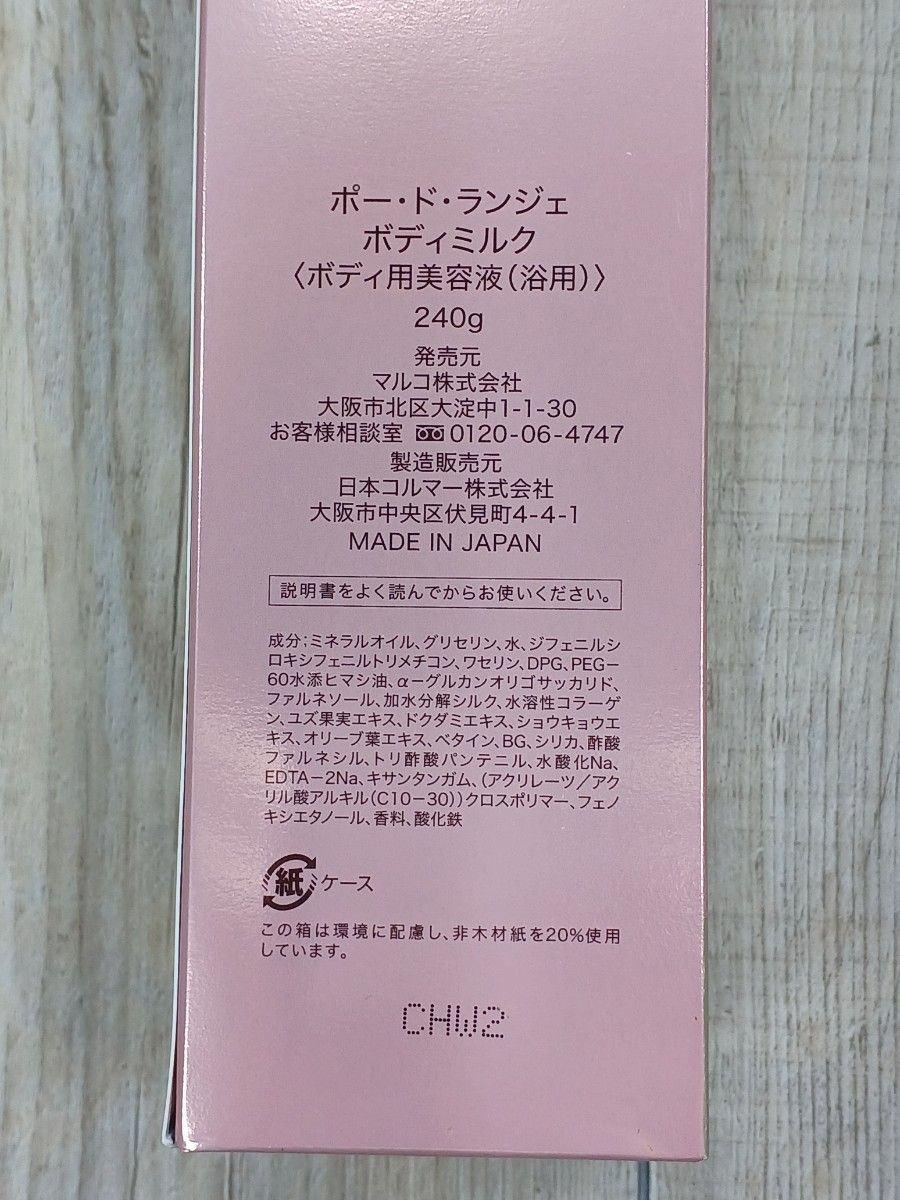 ポー・ド・ランジェ
ボディミルク
〈ボディ用美容液(浴用)〉
240g
発売元
マルコ株式会社
大阪市北区大淀中1-1-30
お客様相談室 0120-06-4747
製造販売元
日本コルマー株式会社
大阪市中央区伏見町4-4-1
MADE IN JAPAN
説明書をよく読んでからお使いください。
成分:ミネラルオイル、グリセリン、水、ジフェニルシ
ロキシフェニルトリメチコン、ワセリン、DPG、PEG-
60水添ヒマシ油、α-グルカンオリゴサッカリド、
ファルネソール、加水分解シルク、水溶性コラーゲ
ン、ユズ果実エキス、ドクダミエキス、ショウキョウエ
キス、オリーブ葉エキス、ベタイン、BG、シリカ、酢酸
ファルネシル、トリ酢酸パンテニル、水酸化Na、
EDTA-2Na、キサンタンガム、(アクリレーツ/アク
リル酸アルキル(C10-30))クロスポリマー、フェノ
キシエタノール、香料、酸化鉄
紙 ケース
この箱は環境に配慮し、非木材紙を20%使用
しています。
CHW2